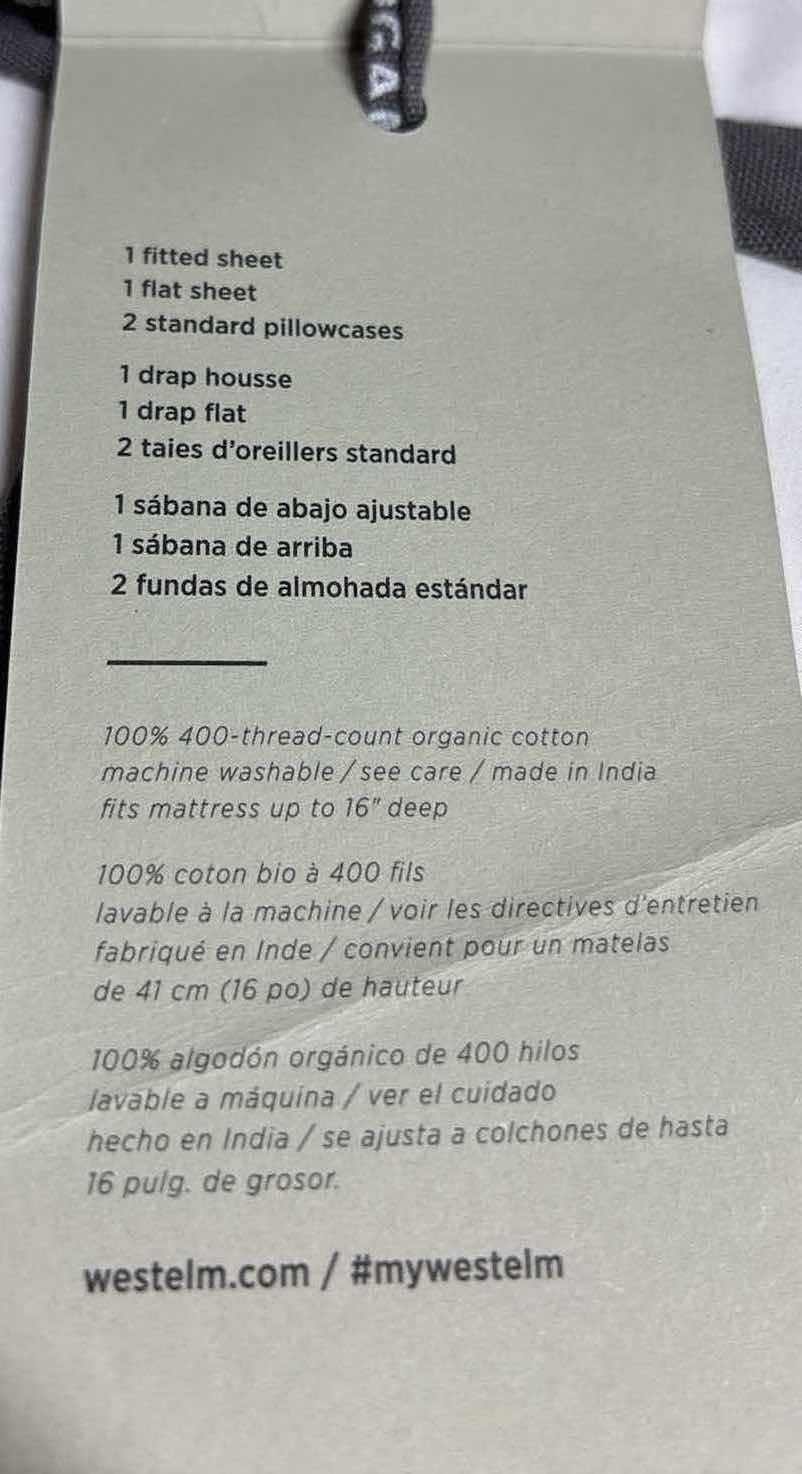 1 fitted sheet
1 flat sheet
2 standard pillowcases
1 drap housse
1 drap flat
2 taies d'oreillers standard
1 sábana de abajo ajustable
1 sábana de arriba
2 fundas de almohada estándar
100% 400-thread-count organic cotton
machine washable / see care / made in India
fits mattress up to 16" deep
100% coton bio à 400 fils
lavable à la machine / voir les directives d'entretien
fabriqué en Inde / convient pour un matelas
de 41 cm (16 po) de hauteur
100% algodón orgánico de 400 hilos
lavable a máquina / ver el cuidado
hecho en India / se ajusta a colchones de hasta
16 pulg. de grosor.
westelm.com / #mywestelm